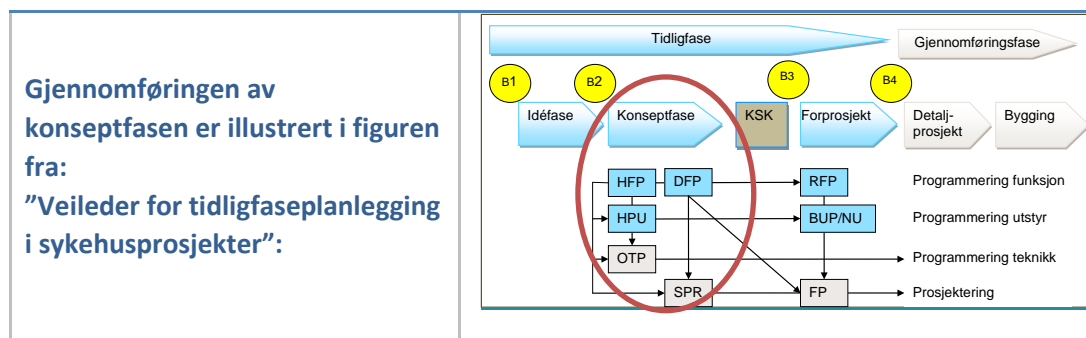 Gjennomføringen av
konseptfasen er illustrert i figuren
fra:
”Veileder for tidligfaseplanlegging
i sykehusprosjekter”:
Tidligfase
Gjennomføringsfase
B1
B2
B3
B4
Idéfase
Konseptfase
KSK
Forprosjekt
Detalj-
prosjekt
Bygging
HFP
DFP
RFP
Programmering funksjon
HPU
BUP/NU
Programmering utstyr
OTP
Programmering teknikk
SPR
FP
Prosjektering